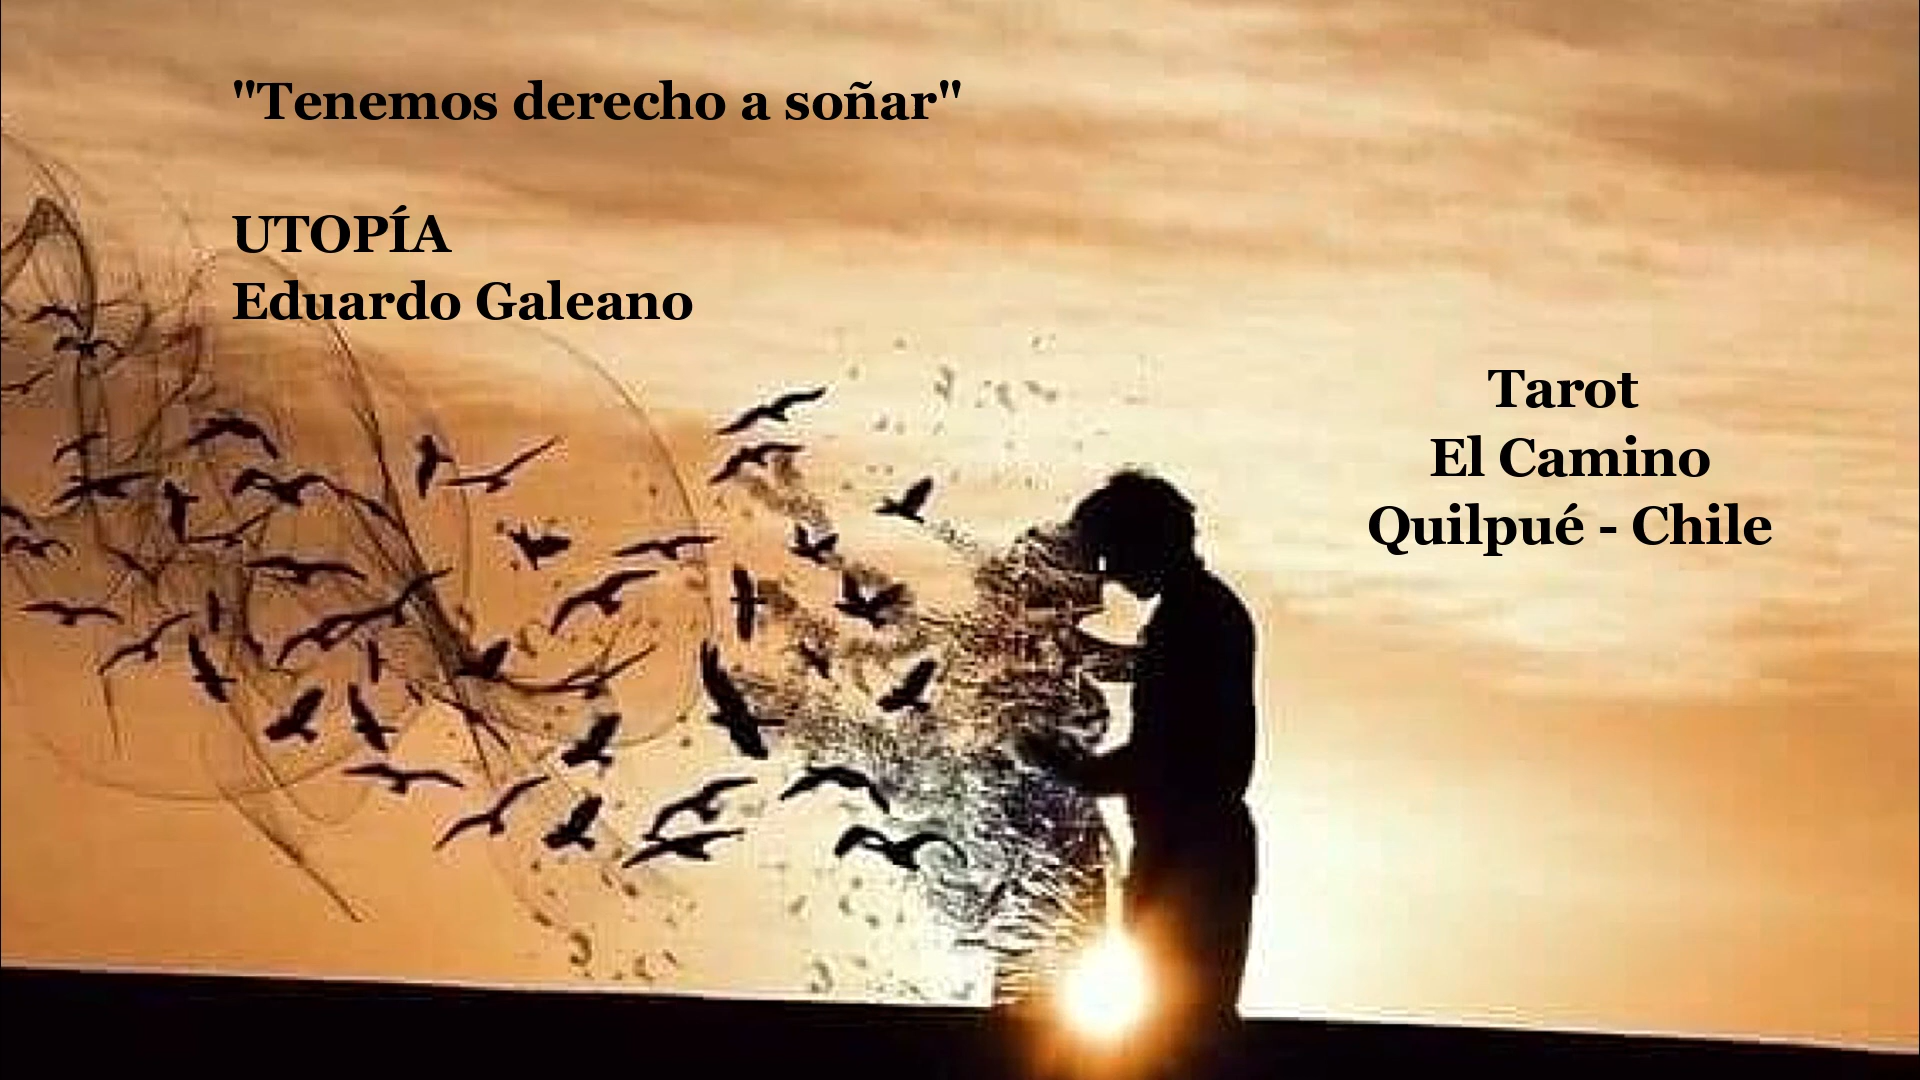 "Tenemos derecho a soñar"
UTOPÍA
Eduardo Galeano
Tarot
El Camino
Quilpué - Chile